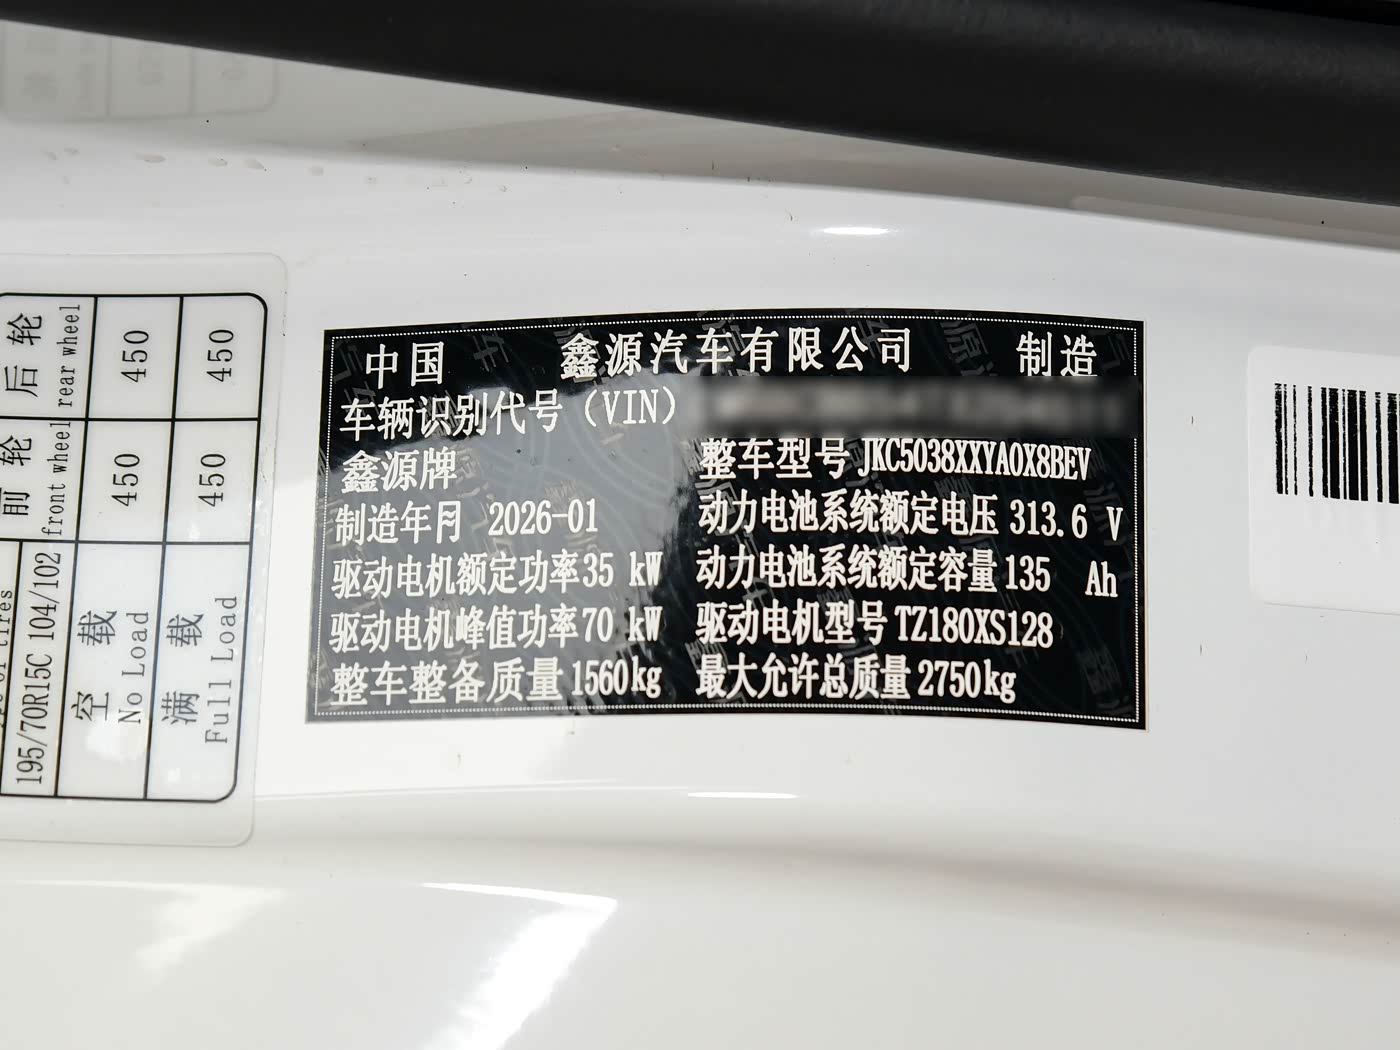 中国 鑫源汽车有限公司 制造
车辆识别代号（VIN）
鑫源牌 整车型号 JKC5038XXYA0X8BEV
制造年月 2026-01 动力电池系统额定电压 313.6 V
驱动电机额定功率35 kW 动力电池系统额定容量 135 Ah
驱动电机峰值功率70 kW 驱动电机型号 TZ180XS128
整车整备质量 1560kg 最大允许总质量 2750kg
195/70R15C 104/102
前轮 front wheel
后轮 rear wheel
空载 No Load 450 450
满载 Full Load 450 450